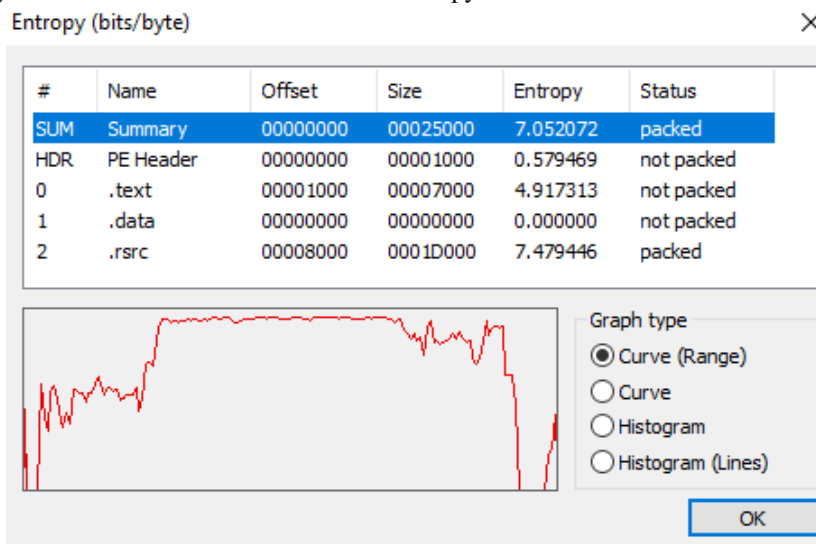 Entropy (bits/byte)
# Name Offset Size Entropy Status
SUM Summary 00000000 00025000 7.052072 packed
HDR PE Header 00000000 00001000 0.579469 not packed
0 .text 00001000 00007000 4.917313 not packed
1 .data 00000000 00000000 0.000000 not packed
2 .rsrc 00008000 0001D000 7.479446 packed
Graph type
Curve (Range)
Curve
Histogram
Histogram (Lines)
OK